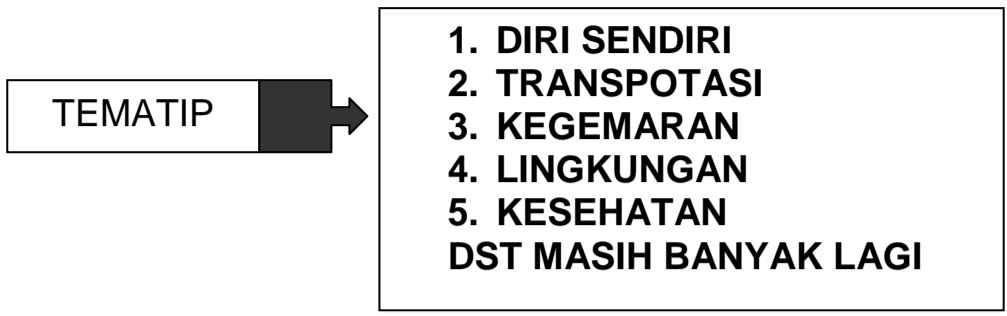 TEMATIP
1. DIRI SENDIRI
2. TRANSPOTASI
3. KEGEMARAN
4. LINGKUNGAN
5. KESEHATAN
DST MASIH BANYAK LAGI